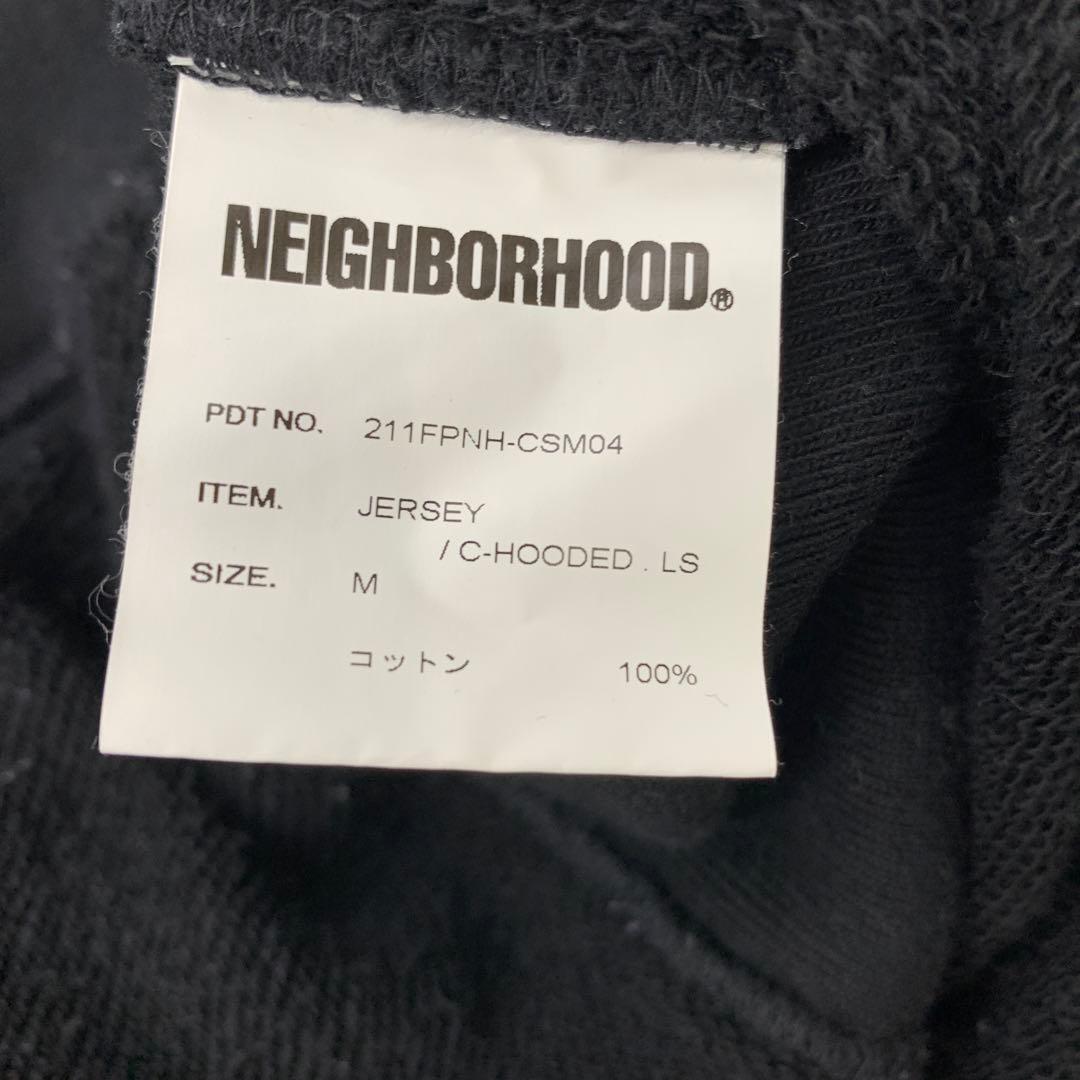 NEIGHBORHOOD®
PDT NO. 211FPNH-CSM04
ITEM. JERSEY
/ C-HOODED . LS
SIZE. M
コットン 100%